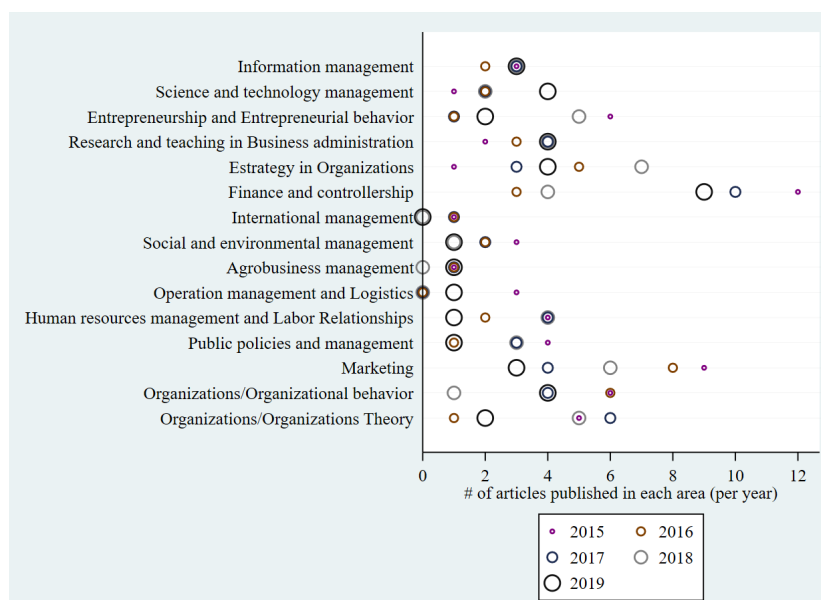 Information management
Science and technology management
Entrepreneurship and Entrepreneurial behavior
Research and teaching in Business administration
Estrategy in Organizations
Finance and controllership
International management
Social and environmental management
Agrobusiness management
Operation management and Logistics
Human resources management and Labor Relationships
Public policies and management
Marketing
Organizations/Organizational behavior
Organizations/Organizations Theory
0 2 4 6 8 10 12
# of articles published in each area (per year)
2015 2016
2017 2018
2019